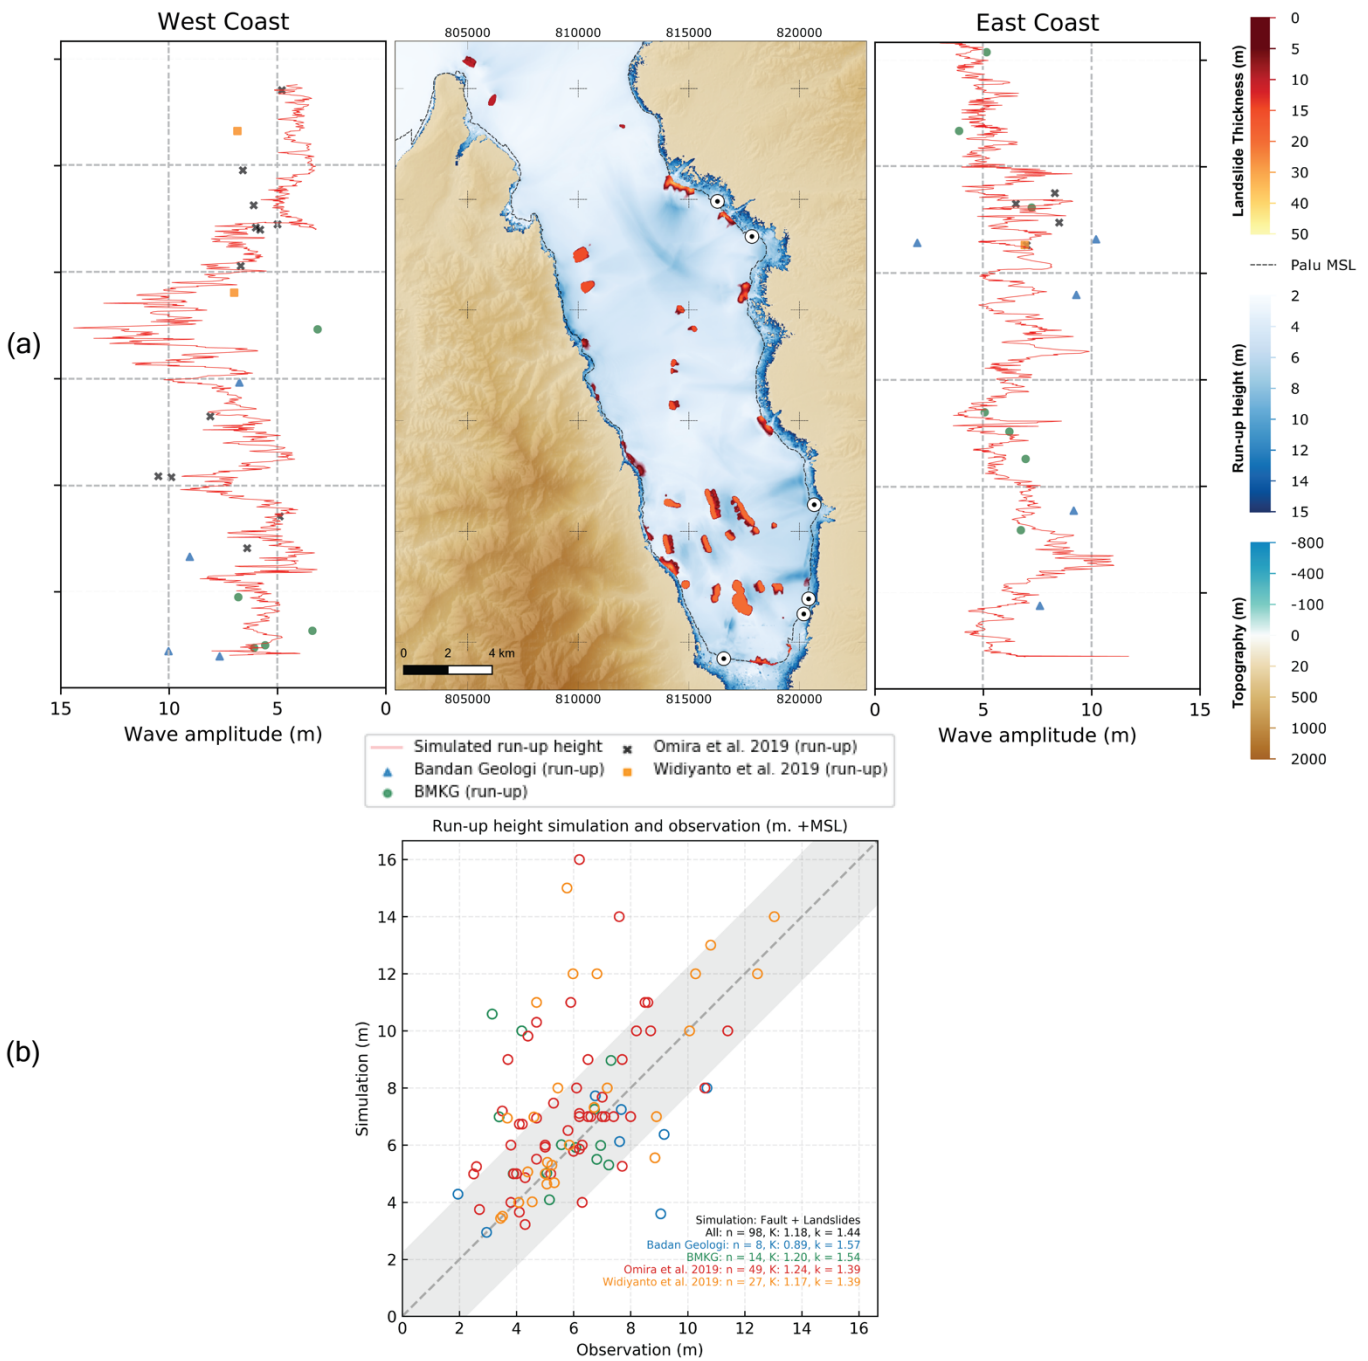 West Coast
East Coast
805000 810000 815000 820000
(a)
15 10 5 0
Wave amplitude (m)
805000 810000 815000 820000
0 2 4 km
0 5 10 15
Wave amplitude (m)
Landslide Thickness (m)
0
5
10
15
20
30
40
50
Palu MSL
Run-up Height (m)
2
4
6
8
10
12
14
15
Topography (m)
-800
-400
-100
0
20
500
1000
2000
Simulated run-up height
Bandan Geologi (run-up)
BMKG (run-up)
Omira et al. 2019 (run-up)
Widiyanto et al. 2019 (run-up)
(b)
Run-up height simulation and observation (m. +MSL)
Simulation (m)
16
14
12
10
8
6
4
2
0
Simulation: Fault + Landslides
All: n = 98, K: 1.18, k = 1.44
Badan Geologi: n = 8, K: 0.89, k = 1.57
BMKG: n = 14, K: 1.20, k = 1.54
Omira et al. 2019: n = 49, K: 1.24, k = 1.39
Widiyanto et al. 2019: n = 27, K: 1.17, k = 1.39
0 2 4 6 8 10 12 14 16
Observation (m)